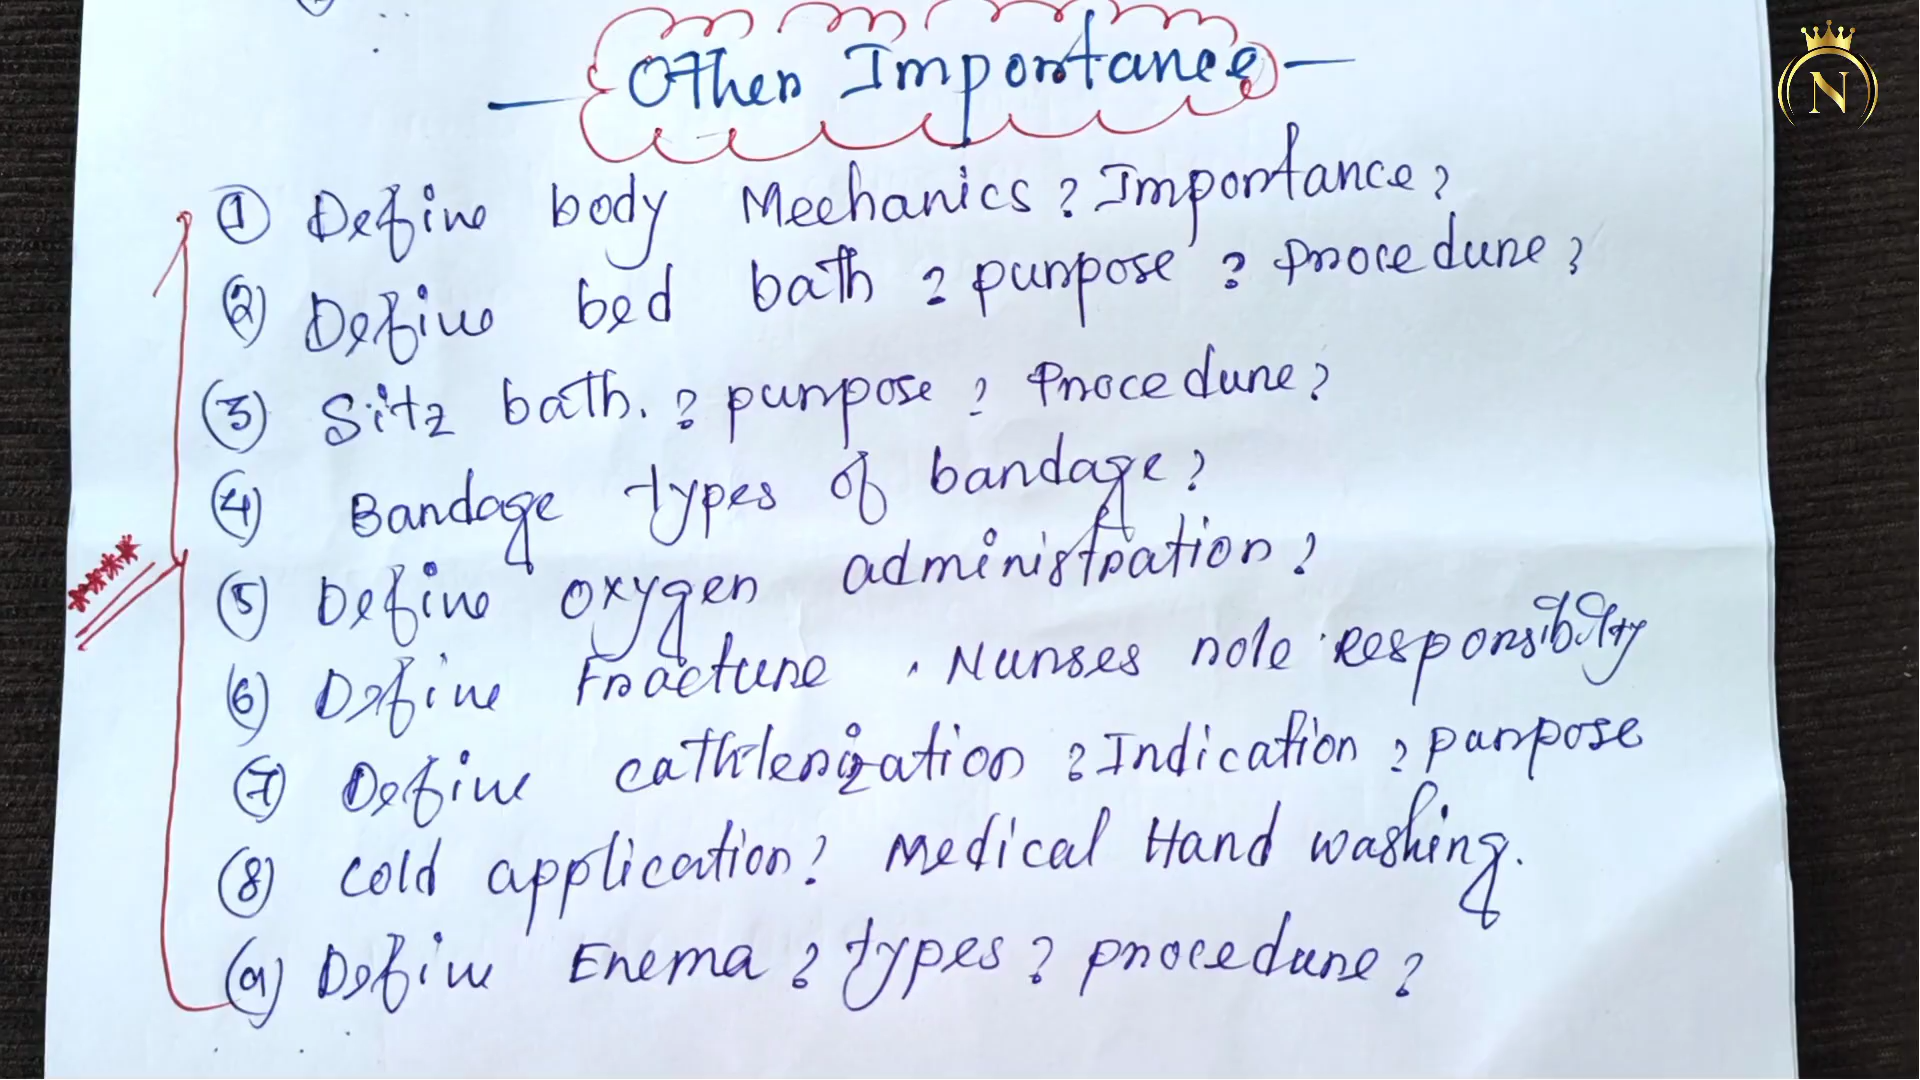 Other Importance
① Define body Mechanics? Importance?
② Define bed bath? purpose? Procedure?
③ Sitz bath.? purpose? Procedure?
④ Bandage types of bandage?
⑤ Define oxygen administration?
⑥ Define Fracture. Nurses role Responsibility
⑦ Define catheterization? Indication? purpose
⑧ cold application? Medical Hand washing.
⑨ Define Enema? types? procedure?
N